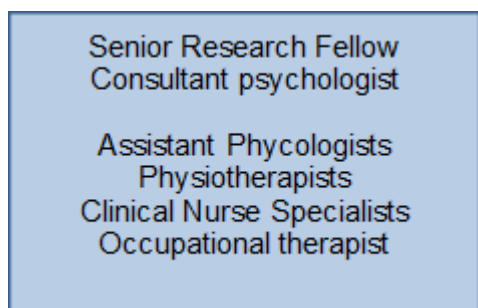 Senior Research Fellow
Consultant psychologist
Assistant Phycologists
Physiotherapists
Clinical Nurse Specialists
Occupational therapist